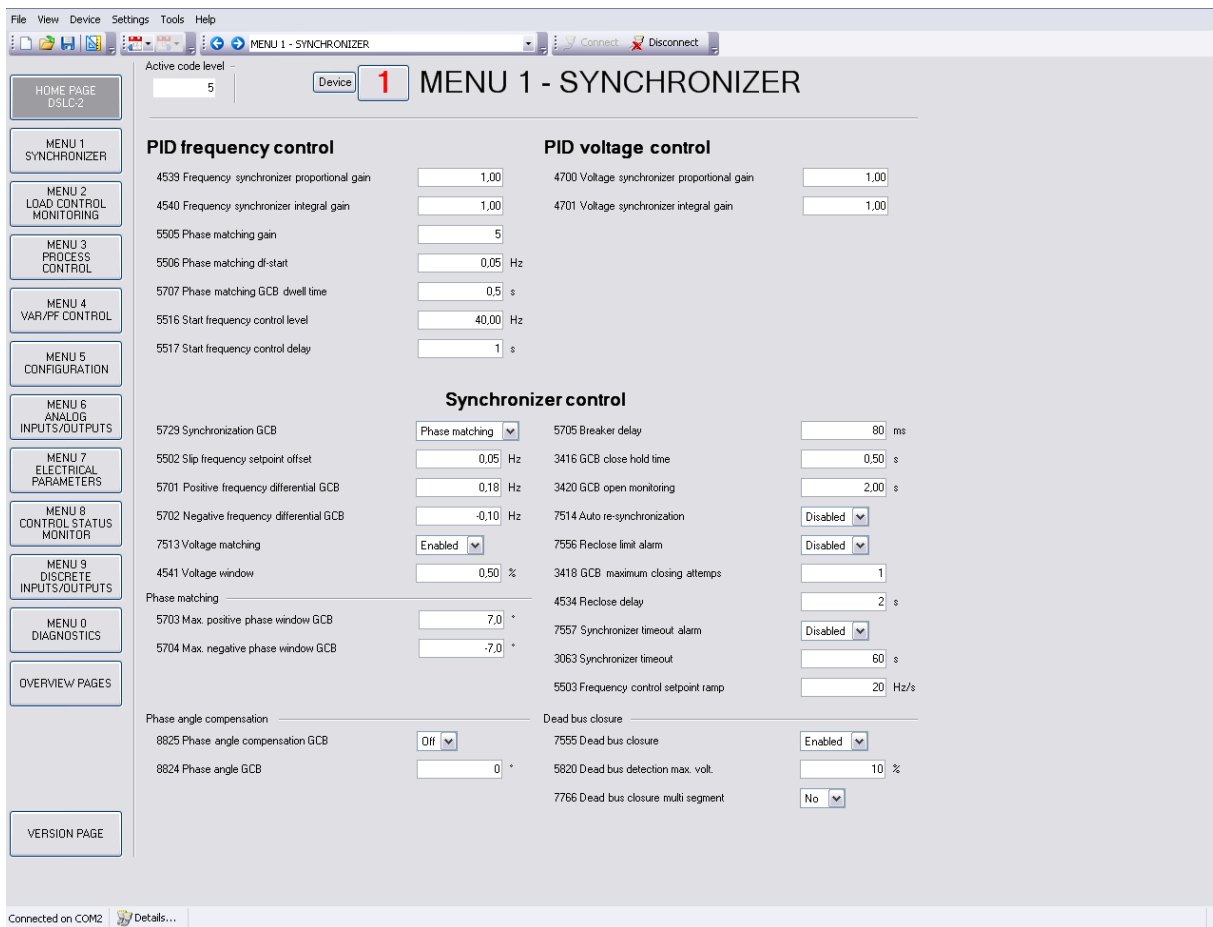 File View Device Settings Tools Help
MENU 1 - SYNCHRONIZER Connect Disconnect
Active code level
5
Device 1 MENU 1 - SYNCHRONIZER
HOME PAGE
DSLC-2
MENU 1
SYNCHRONIZER
MENU 2
LOAD CONTROL
MONITORING
MENU 3
PROCESS
CONTROL
MENU 4
VAR/PF CONTROL
MENU 5
CONFIGURATION
MENU 6
ANALOG
INPUTS/OUTPUTS
MENU 7
ELECTRICAL
PARAMETERS
MENU 8
CONTROL STATUS
MONITOR
MENU 9
DISCRETE
INPUTS/OUTPUTS
MENU 0
DIAGNOSTICS
OVERVIEW PAGES
VERSION PAGE
PID frequency control
4539 Frequency synchronizer proportional gain 1,00
4540 Frequency synchronizer integral gain 1,00
5505 Phase matching gain 5
5506 Phase matching df-start 0,05 Hz
5707 Phase matching GCB dwell time 0,5 s
5516 Start frequency control level 40,00 Hz
5517 Start frequency control delay 1 s
PID voltage control
4700 Voltage synchronizer proportional gain 1,00
4701 Voltage synchronizer integral gain 1,00
Synchronizer control
5729 Synchronization GCB Phase matching
5502 Slip frequency setpoint offset 0,05 Hz
5701 Positive frequency differential GCB 0,18 Hz
5702 Negative frequency differential GCB -0,10 Hz
7513 Voltage matching Enabled
4541 Voltage window 0,50 %
Phase matching
5703 Max. positive phase window GCB 7,0 °
5704 Max. negative phase window GCB -7,0 °
5705 Breaker delay 80 ms
3416 GCB close hold time 0,50 s
3420 GCB open monitoring 2,00 s
7514 Auto re-synchronization Disabled
7556 Reclose limit alarm Disabled
3418 GCB maximum closing attemps 1
4534 Reclose delay 2 s
7557 Synchronizer timeout alarm Disabled
3063 Synchronizer timeout 60 s
5503 Frequency control setpoint ramp 20 Hz/s
Phase angle compensation
8825 Phase angle compensation GCB Off
8824 Phase angle GCB 0 °
Dead bus closure
7555 Dead bus closure Enabled
5820 Dead bus detection max. volt. 10 %
7766 Dead bus closure multi segment No
Connected on COM2 Details...